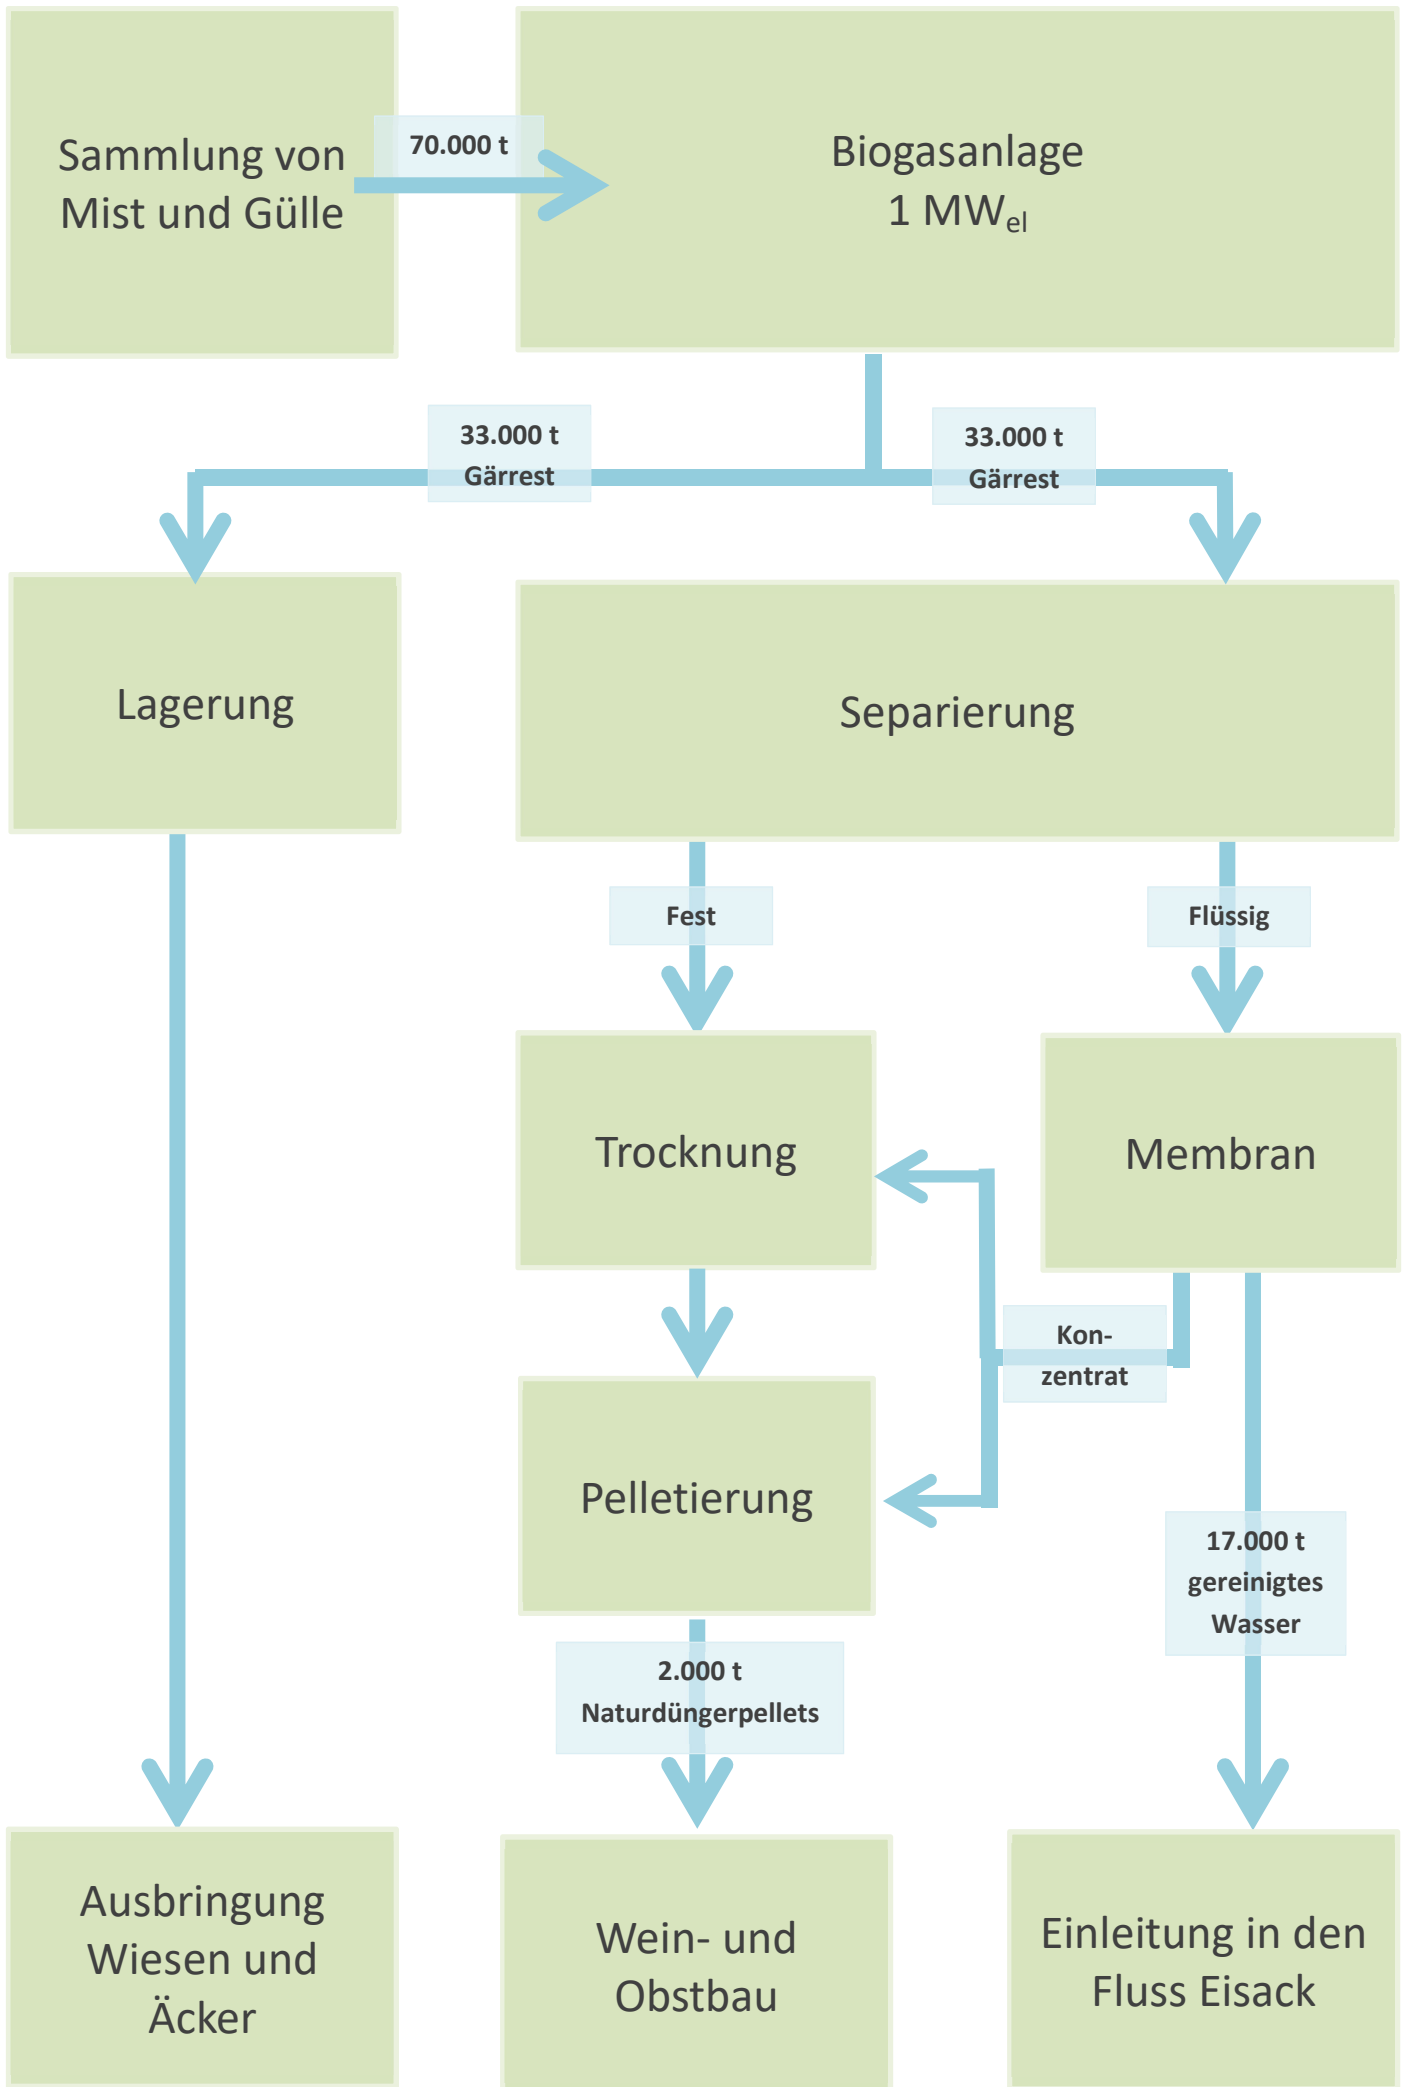 Sammlung von
Mist und Gülle
70.000 t
Biogasanlage
1 MWel
33.000 t
Gärrest
33.000 t
Gärrest
Lagerung
Separierung
Fest
Flüssig
Trocknung
Membran
Kon-
zentrat
Pelletierung
17.000 t
gereinigtes
Wasser
2.000 t
Naturdüngerpellets
Ausbringung
Wiesen und
Äcker
Wein- und
Obstbau
Einleitung in den
Fluss Eisack